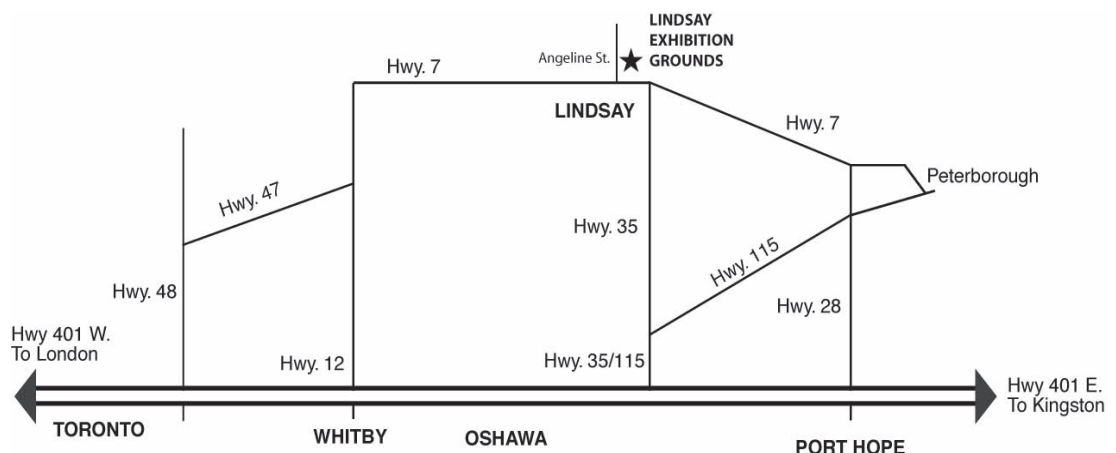 LINDSAY
EXHIBITION
GROUNDS
Angeline St.
Hwy. 7
LINDSAY
Hwy. 7
Peterborough
Hwy. 47
Hwy. 35
Hwy. 115
Hwy. 48
Hwy. 28
Hwy 401 W.
To London
Hwy. 12
Hwy. 35/115
Hwy 401 E.
To Kingston
TORONTO
WHITBY
OSHAWA
PORT HOPE